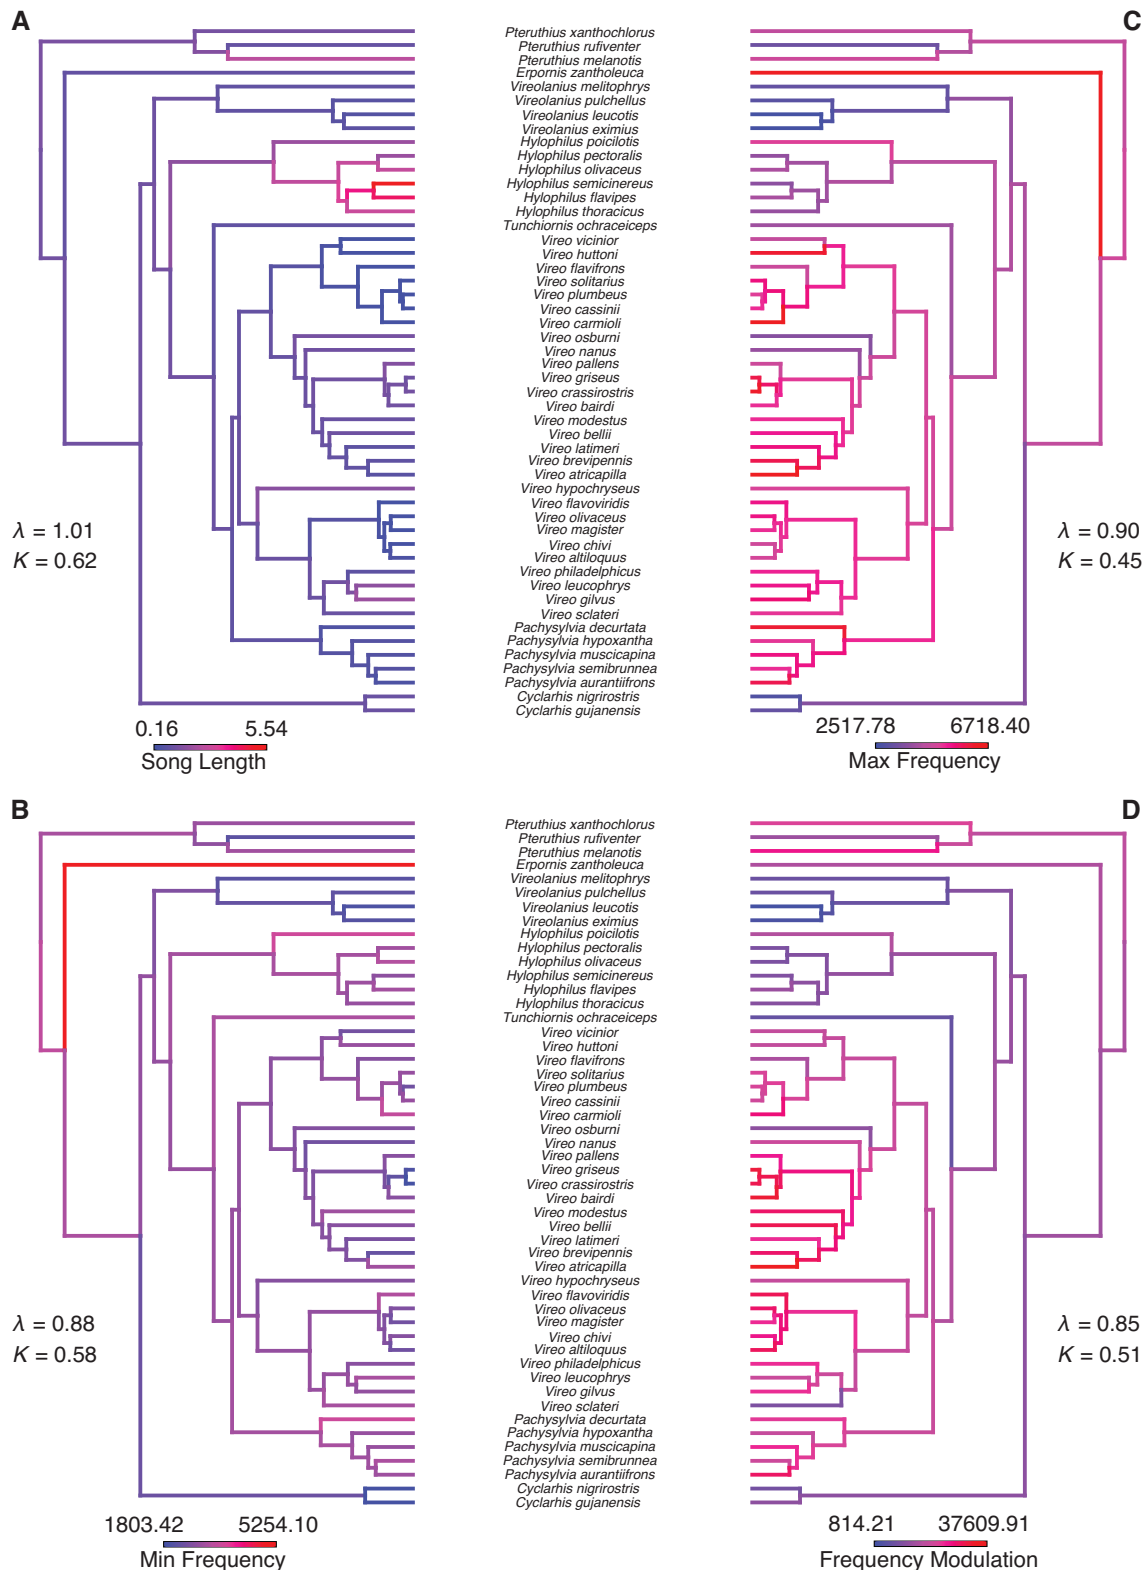 A
C
Pteruthius xanthochlorus
Pteruthius rufiventer
Pteruthius melanotis
Erpornis zantholeuca
Vireolanius melitophrys
Vireolanius pulchellus
Vireolanius leucotis
Vireolanius eximius
Hylophilus poicilotis
Hylophilus pectoralis
Hylophilus olivaceus
Hylophilus semicinereus
Hylophilus flavipes
Hylophilus thoracicus
Tunchiornis ochraceiceps
Vireo vicinior
Vireo huttoni
Vireo flavifrons
Vireo solitarius
Vireo plumbeus
Vireo cassinii
Vireo carmioli
Vireo osburni
Vireo nanus
Vireo pallens
Vireo griseus
Vireo crassirostris
Vireo bairdi
Vireo modestus
Vireo bellii
Vireo latimeri
Vireo brevipennis
Vireo atricapilla
Vireo hypochryseus
Vireo flavoviridis
Vireo olivaceus
Vireo magister
Vireo chivi
Vireo altiloquus
Vireo philadelphicus
Vireo leucophrys
Vireo gilvus
Vireo sclateri
Pachysylvia decurtata
Pachysylvia hypoxantha
Pachysylvia muscicapina
Pachysylvia semibrunnea
Pachysylvia aurantiifrons
Cyclarhis nigrirostris
Cyclarhis gujanensis
λ = 1.01
K = 0.62
λ = 0.90
K = 0.45
0.16 5.54
Song Length
2517.78 6718.40
Max Frequency
B
D
Pteruthius xanthochlorus
Pteruthius rufiventer
Pteruthius melanotis
Erpornis zantholeuca
Vireolanius melitophrys
Vireolanius pulchellus
Vireolanius leucotis
Vireolanius eximius
Hylophilus poicilotis
Hylophilus pectoralis
Hylophilus olivaceus
Hylophilus semicinereus
Hylophilus flavipes
Hylophilus thoracicus
Tunchiornis ochraceiceps
Vireo vicinior
Vireo huttoni
Vireo flavifrons
Vireo solitarius
Vireo plumbeus
Vireo cassinii
Vireo carmioli
Vireo osburni
Vireo nanus
Vireo pallens
Vireo griseus
Vireo crassirostris
Vireo bairdi
Vireo modestus
Vireo bellii
Vireo latimeri
Vireo brevipennis
Vireo atricapilla
Vireo hypochryseus
Vireo flavoviridis
Vireo olivaceus
Vireo magister
Vireo chivi
Vireo altiloquus
Vireo philadelphicus
Vireo leucophrys
Vireo gilvus
Vireo sclateri
Pachysylvia decurtata
Pachysylvia hypoxantha
Pachysylvia muscicapina
Pachysylvia semibrunnea
Pachysylvia aurantiifrons
Cyclarhis nigrirostris
Cyclarhis gujanensis
λ = 0.88
K = 0.58
λ = 0.85
K = 0.51
1803.42 5254.10
Min Frequency
814.21 37609.91
Frequency Modulation